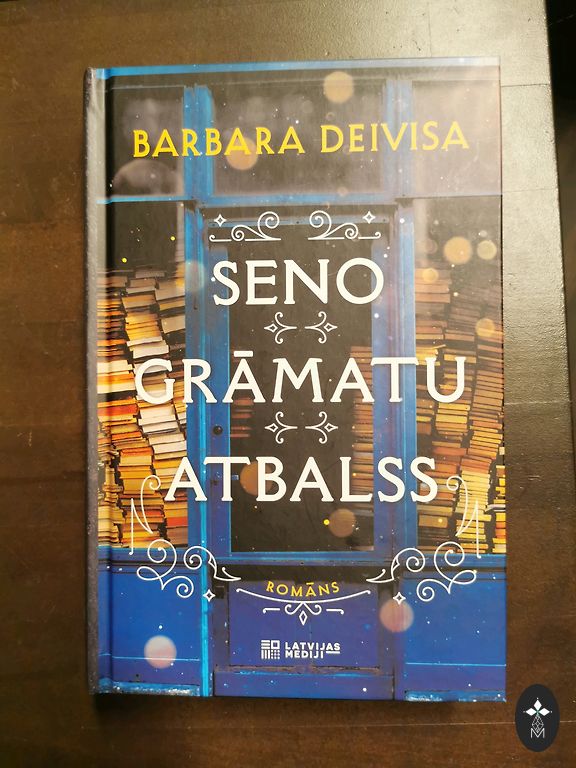 BARBARA DEIVISA
SENO
GRĀMATU
ATBALSS
ROMĀNS
LATVIJAS
MEDIJI
M